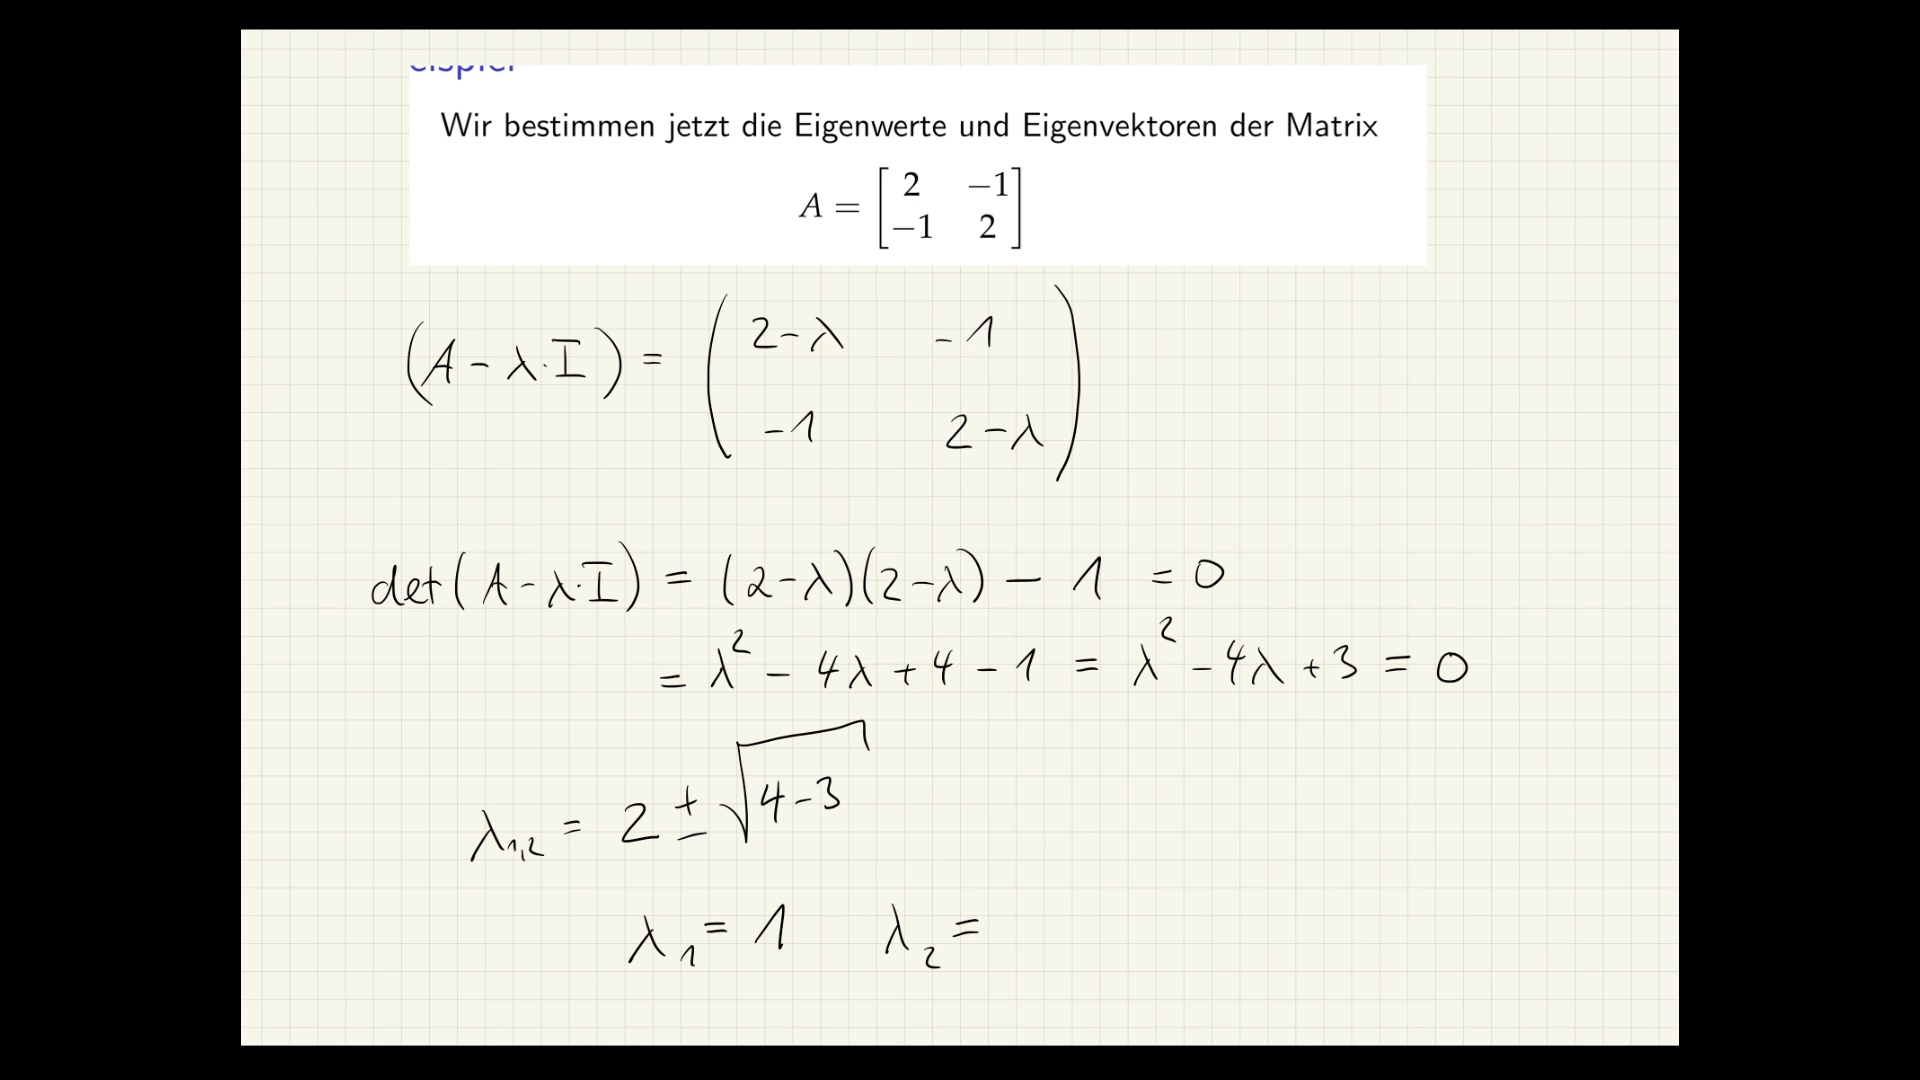 eispiel
Wir bestimmen jetzt die Eigenwerte und Eigenvektoren der Matrix
A = [2 −1
−1 2]
(A - λ·I) = (2-λ -1
-1 2-λ)
det(A-λ·I) = (2-λ)(2-λ) - 1 = 0
= λ² - 4λ + 4 - 1 = λ² - 4λ + 3 = 0
λ₁,₂ = 2 ± √4-3
λ₁ = 1 λ₂ =